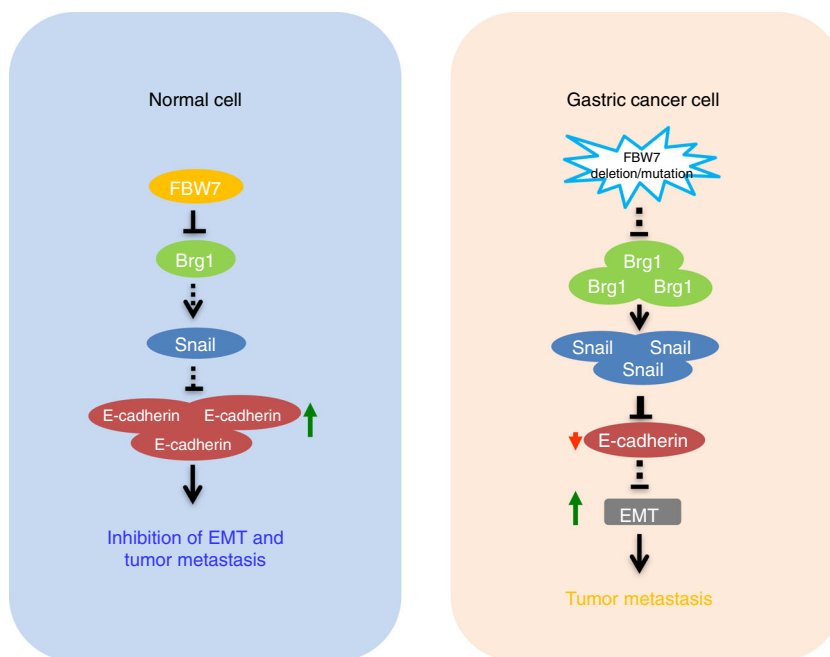 Normal cell
FBW7
Brg1
Snail
E-cadherin
E-cadherin
E-cadherin
Inhibition of EMT and
tumor metastasis
Gastric cancer cell
FBW7
deletion/mutation
Brg1
Brg1
Brg1
Snail
Snail
Snail
E-cadherin
EMT
Tumor metastasis